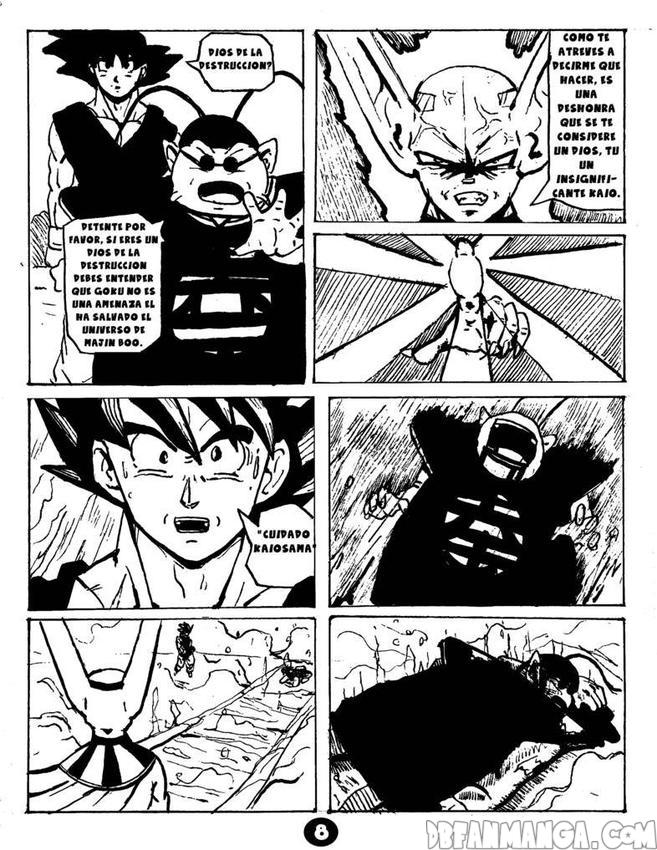 DIOS DE LA
DESTRUCCION?
DETENTE POR
FAVOR, SI ERES UN
DIOS DE LA
DESTRUCCION
DEBES ENTENDER
QUE GOKU NO ES
UNA AMENAZA EL
HA SALVADO EL
UNIVERSO DE
MAJIN BOO.
COMO TE
ATREVES A
DECIRME QUE
HACER, ES
UNA
DESHONRA
QUE SE TE
CONSIDERE
UN DIOS, TU
UN
INSIGNIFI-
CANTE KAIO.
"CUIDADO
KAIOSAMA"
8
DBFANMANGA.COM